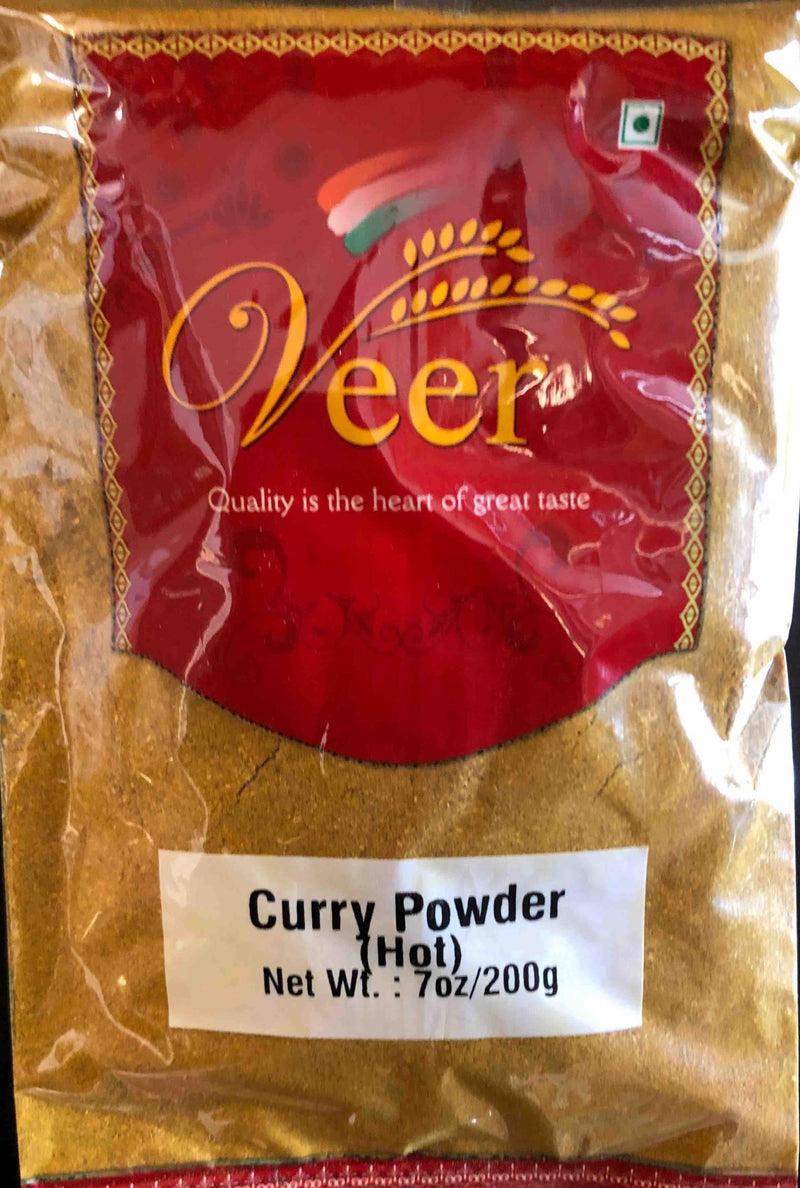 Veer
Quality is the heart of great taste
Curry Powder
(Hot)
Net Wt. : 7oz/200g